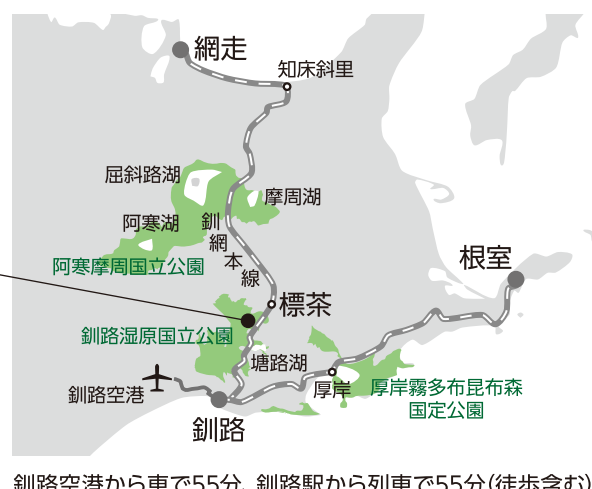 網走
知床斜里
屈斜路湖
摩周湖
阿寒湖
釧網本線
阿寒摩周国立公園
根室
標茶
釧路湿原国立公園
塘路湖
釧路空港
厚岸
厚岸霧多布昆布森
国定公園
釧路
釧路空港から車で55分、釧路駅から列車で55分(徒歩含む)